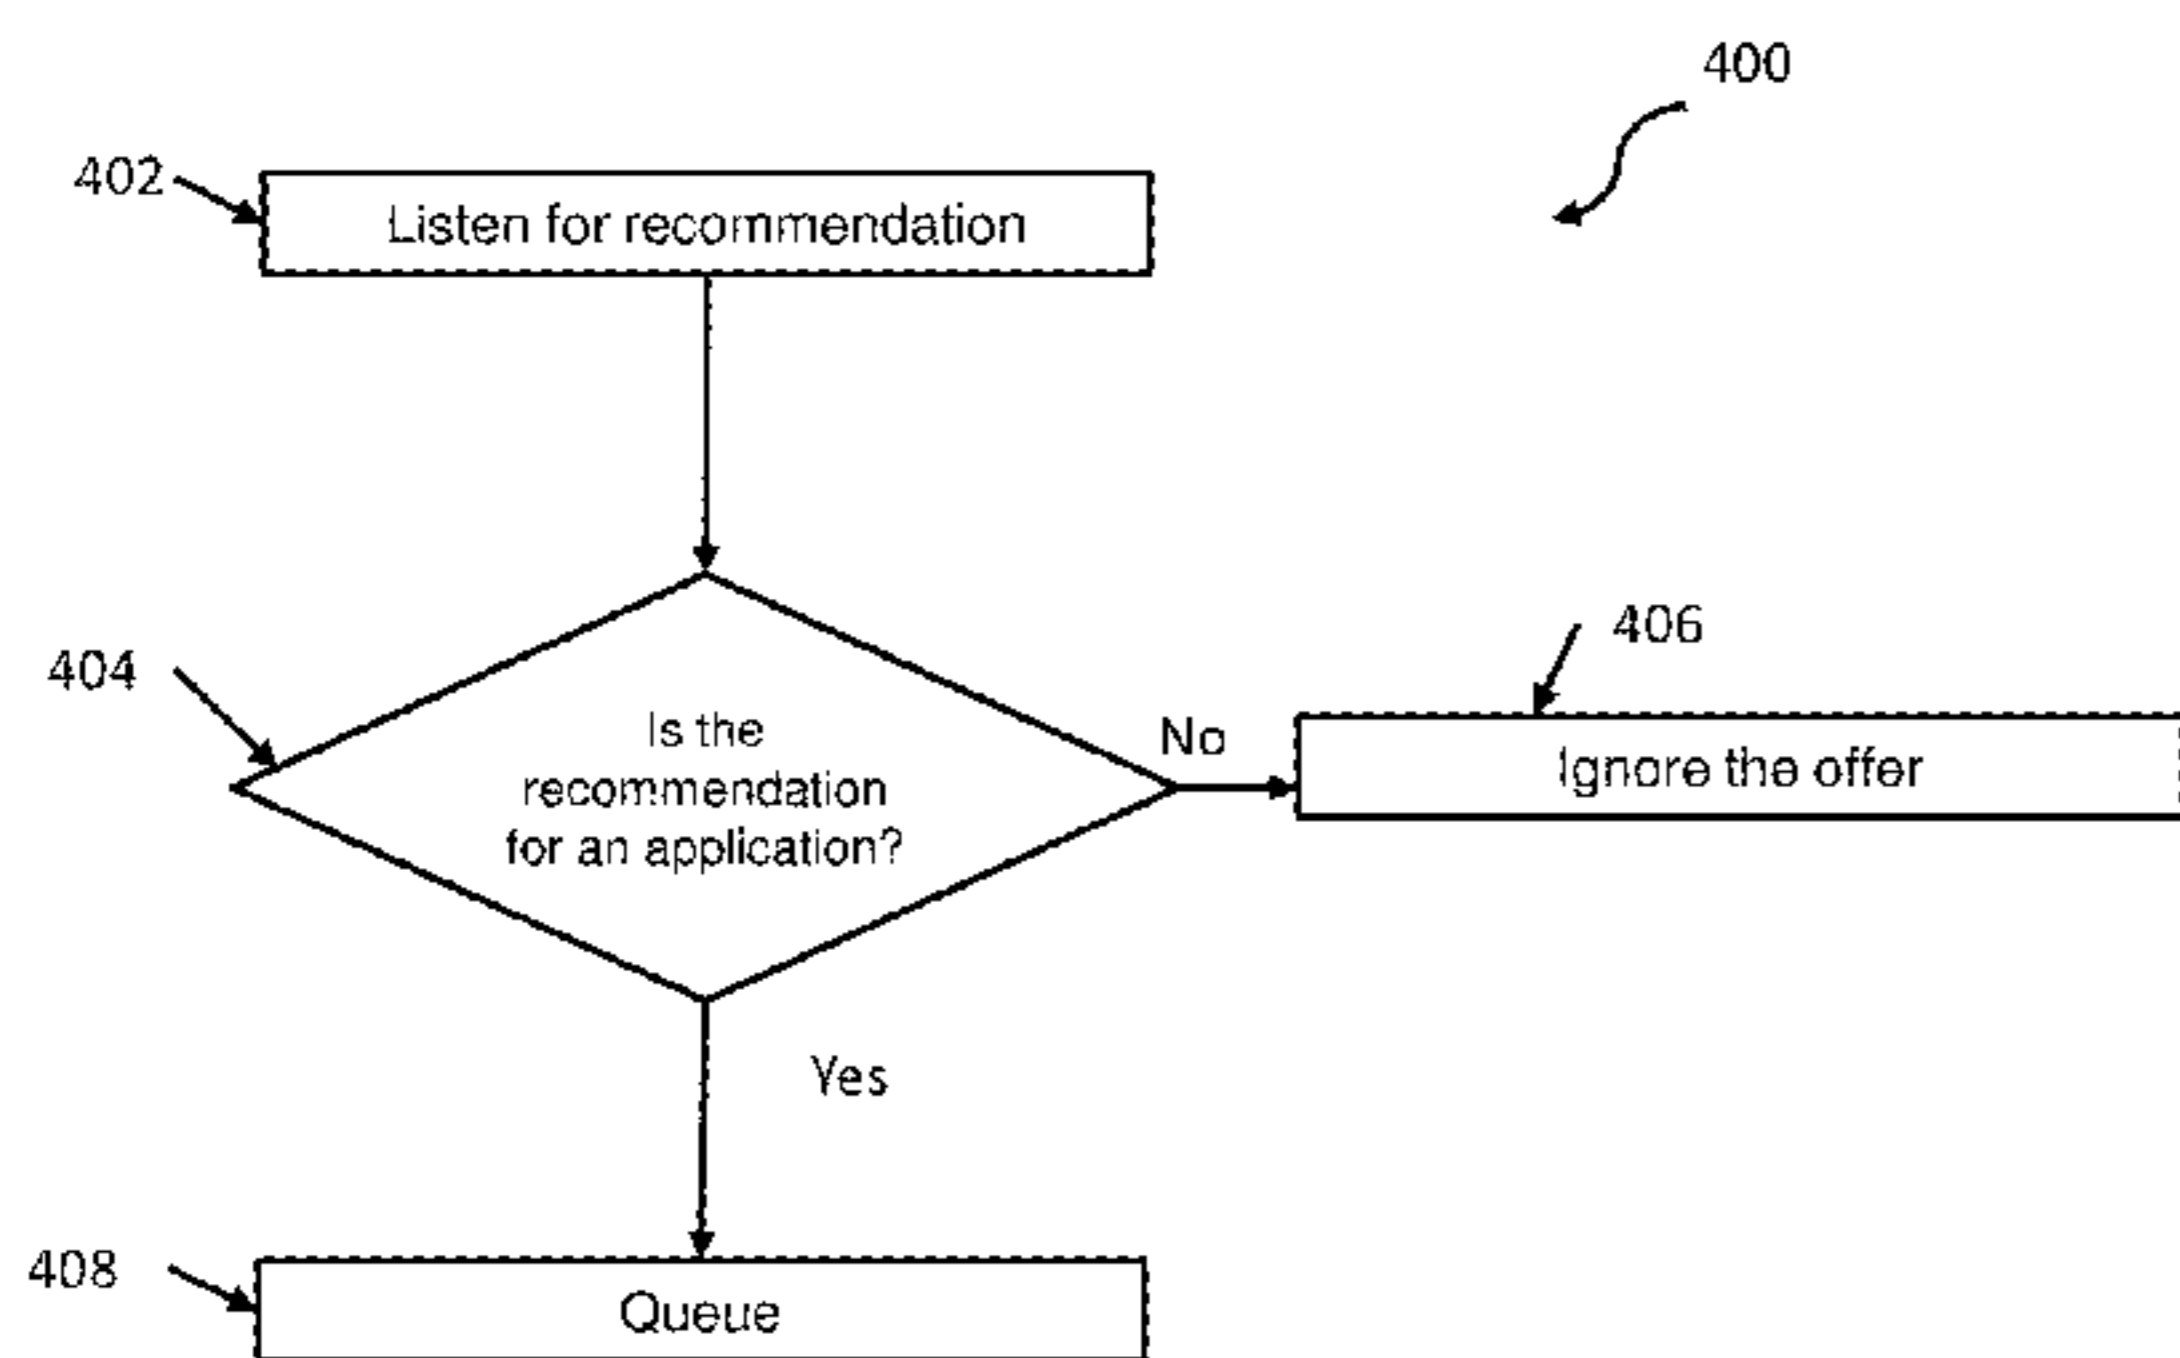 400
402
Listen for recommendation
404
Is the
recommendation
for an application?
No
406
Ignore the offer
Yes
408
Queue